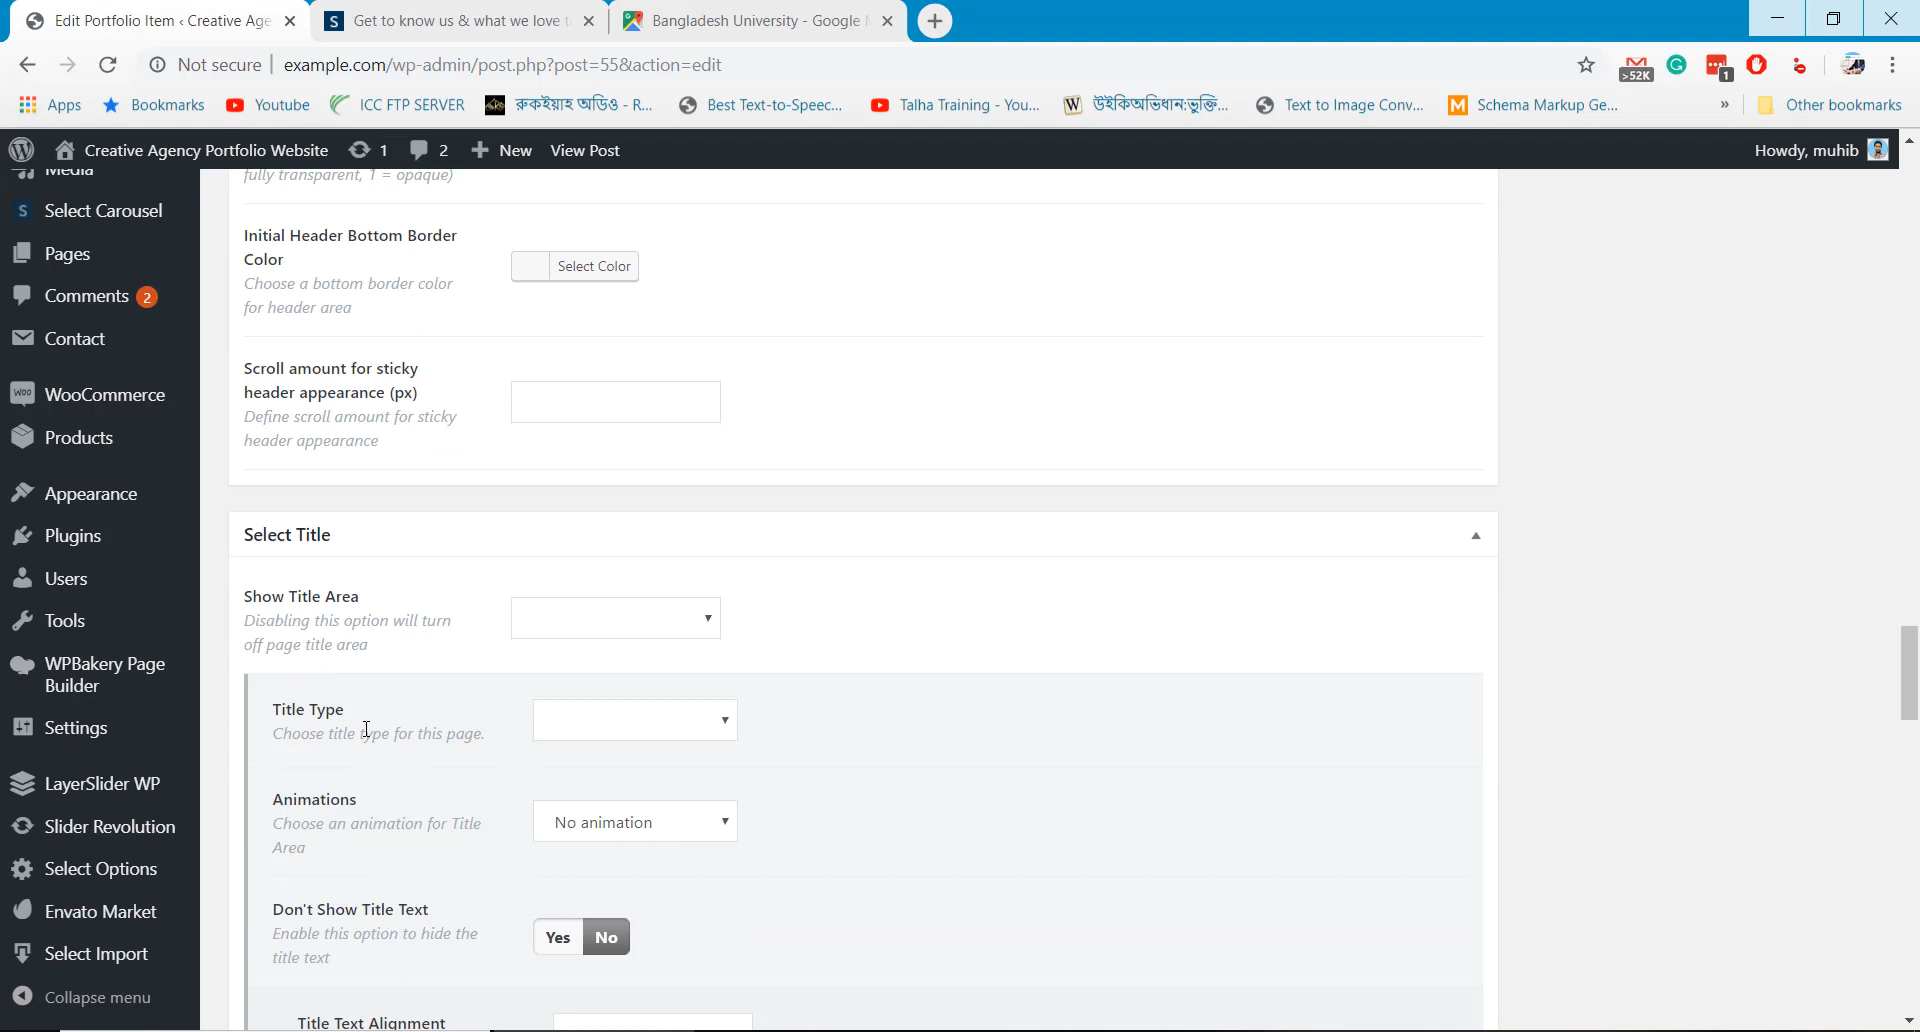 Edit Portfolio Item ‹ Creative Age
Get to know us & what we love t
Bangladesh University - Google M
Not secure
example.com/wp-admin/post.php?post=55&action=edit
>52K
1
Apps
Bookmarks
Youtube
ICC FTP SERVER
রুকইয়াহ অডিও - R...
Best Text-to-Speec...
Talha Training - You...
উইকিঅভিধান:ভুক্তি...
Text to Image Conv...
Schema Markup Ge...
»
Other bookmarks
Creative Agency Portfolio Website
1
2
New
View Post
Howdy, muhib
Media
Select Carousel
Pages
Comments 2
Contact
WooCommerce
Products
Appearance
Plugins
Users
Tools
WPBakery Page
Builder
Settings
LayerSlider WP
Slider Revolution
Select Options
Envato Market
Select Import
Collapse menu
fully transparent, 1 = opaque)
Initial Header Bottom Border
Color
Choose a bottom border color
for header area
Select Color
Scroll amount for sticky
header appearance (px)
Define scroll amount for sticky
header appearance
Select Title
Show Title Area
Disabling this option will turn
off page title area
Title Type
Choose title type for this page.
Animations
Choose an animation for Title
Area
No animation
Don't Show Title Text
Enable this option to hide the
title text
Yes No
Title Text Alignment